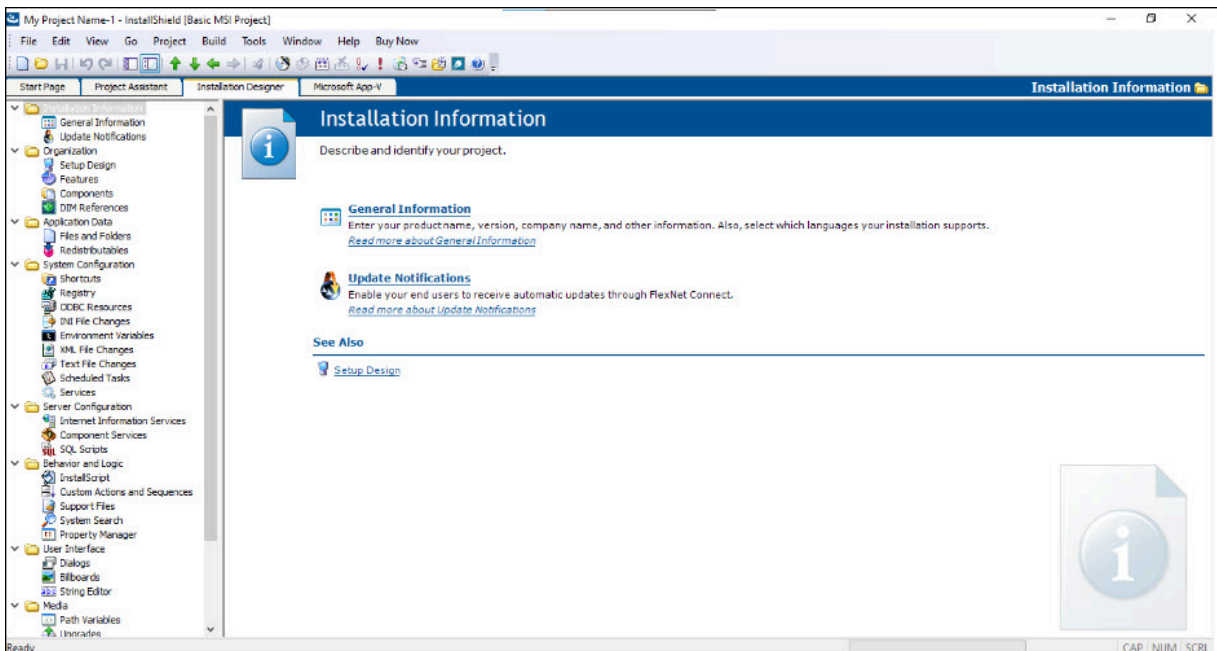 My Project Name-1 - InstallShield [Basic MSI Project]
File Edit View Go Project Build Tools Window Help Buy Now
Start Page Project Assistant Installation Designer Microsoft App-V Installation Information
Installation Information
General Information
Update Notifications
Organization
Setup Design
Features
Components
DIM References
Application Data
Files and Folders
Redistributables
System Configuration
Shortcuts
Registry
ODBC Resources
INI File Changes
Environment Variables
XML File Changes
Text File Changes
Scheduled Tasks
Services
Server Configuration
Internet Information Services
Component Services
SQL Scripts
Behavior and Logic
InstallScript
Custom Actions and Sequences
Support Files
System Search
Property Manager
User Interface
Dialogs
Billboards
String Editor
Media
Path Variables
Upgrades
Installation Information
Describe and identify your project.
General Information
Enter your product name, version, company name, and other information. Also, select which languages your installation supports.
Read more about General Information
Update Notifications
Enable your end users to receive automatic updates through FlexNet Connect.
Read more about Update Notifications
See Also
Setup Design
Ready CAP NUM SCRL